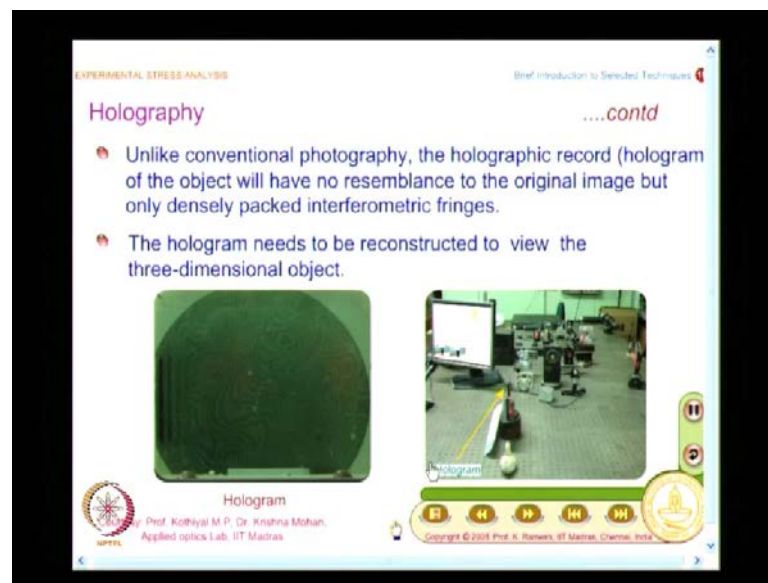 EXPERIMENTAL STRESS ANALYSIS
Brief Introduction to Selected Techniques
Holography
....contd
Unlike conventional photography, the holographic record (hologram
of the object will have no resemblance to the original image but
only densely packed interferometric fringes.
The hologram needs to be reconstructed to view the
three-dimensional object.
Hologram
Hologram
Prof. Kothiyal M.P, Dr. Krishna Mohan,
Applied optics Lab, IIT Madras
NPTEL
Copyright © 2008 Prof. K. Ramesh, IIT Madras, Chennai, India